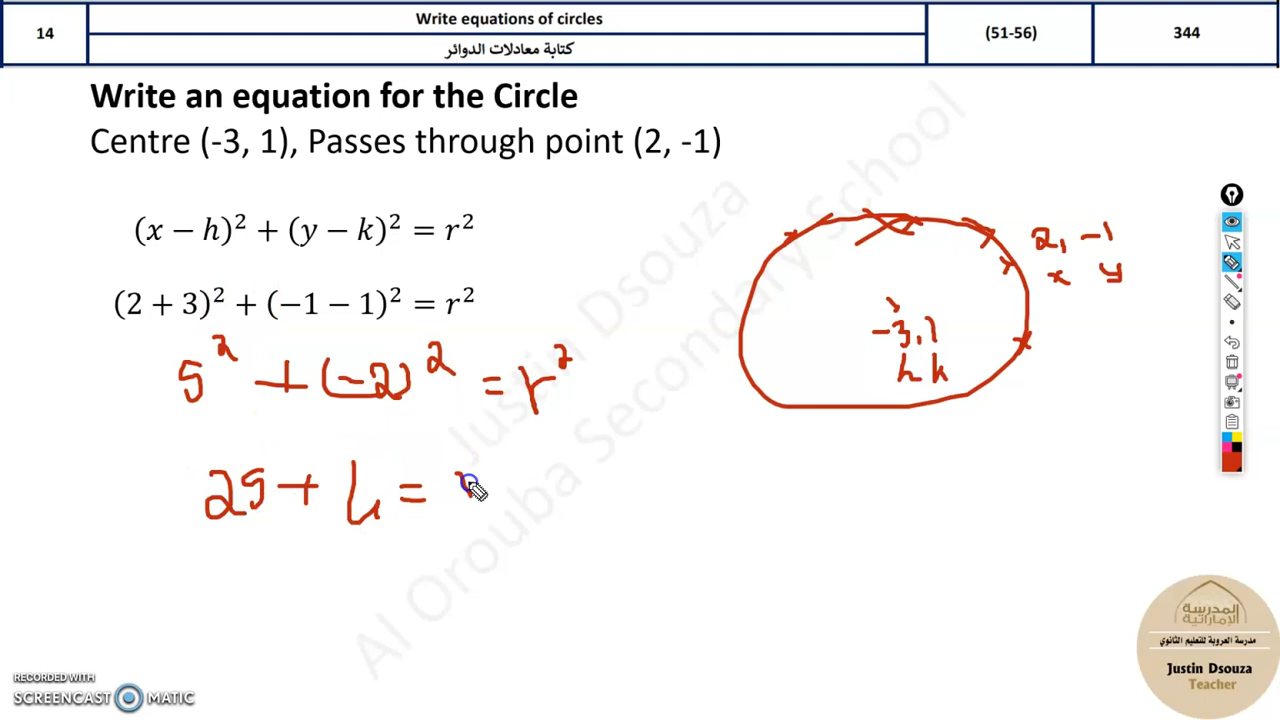 14
Write equations of circles
كتابة معادلات الدوائر
(51-56)
344
Write an equation for the Circle
Centre (-3, 1), Passes through point (2, -1)
(x − h)² + (y − k)² = r²
(2 + 3)² + (−1 − 1)² = r²
5² + (-2)² = r²
25 + 4 =
2, -1
x y
-3, 1
h k
Justin Dsouza
Al Orouba Secondary School
المدرسة
الإماراتية
مدرسة العروبة للتعليم الثانوي
Justin Dsouza
Teacher
RECORDED WITH
SCREENCAST MATIC